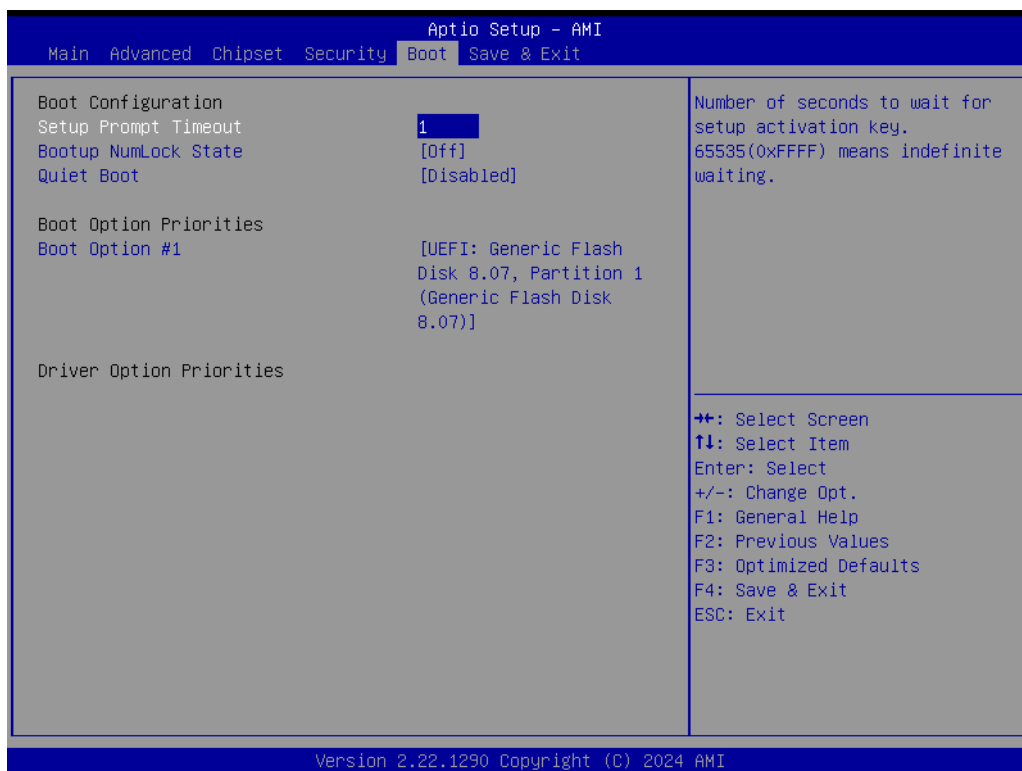 Aptio Setup – AMI
Main Advanced Chipset Security Boot Save & Exit
Boot Configuration
Setup Prompt Timeout 1
Bootup NumLock State [Off]
Quiet Boot [Disabled]
Boot Option Priorities
Boot Option #1 [UEFI: Generic Flash
Disk 8.07, Partition 1
(Generic Flash Disk
8.07)]
Driver Option Priorities
Number of seconds to wait for
setup activation key.
65535(0xFFFF) means indefinite
waiting.
→←: Select Screen
↑↓: Select Item
Enter: Select
+/-: Change Opt.
F1: General Help
F2: Previous Values
F3: Optimized Defaults
F4: Save & Exit
ESC: Exit
Version 2.22.1290 Copyright (C) 2024 AMI